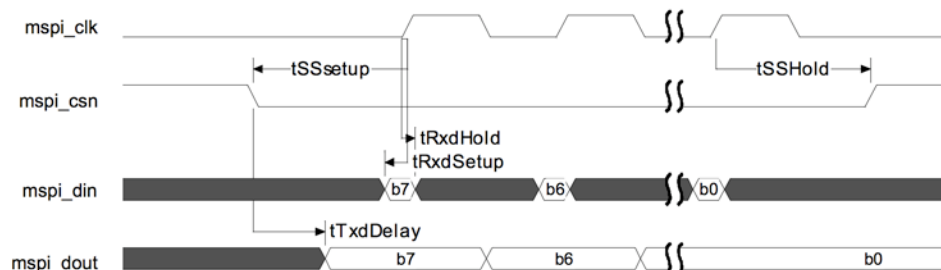 mspi_clk
tSSsetup
tSSHold
mspi_csn
tRxdHold
tRxdSetup
mspi_din
b7
b6
b0
tTxdDelay
mspi_dout
b7
b6
b0